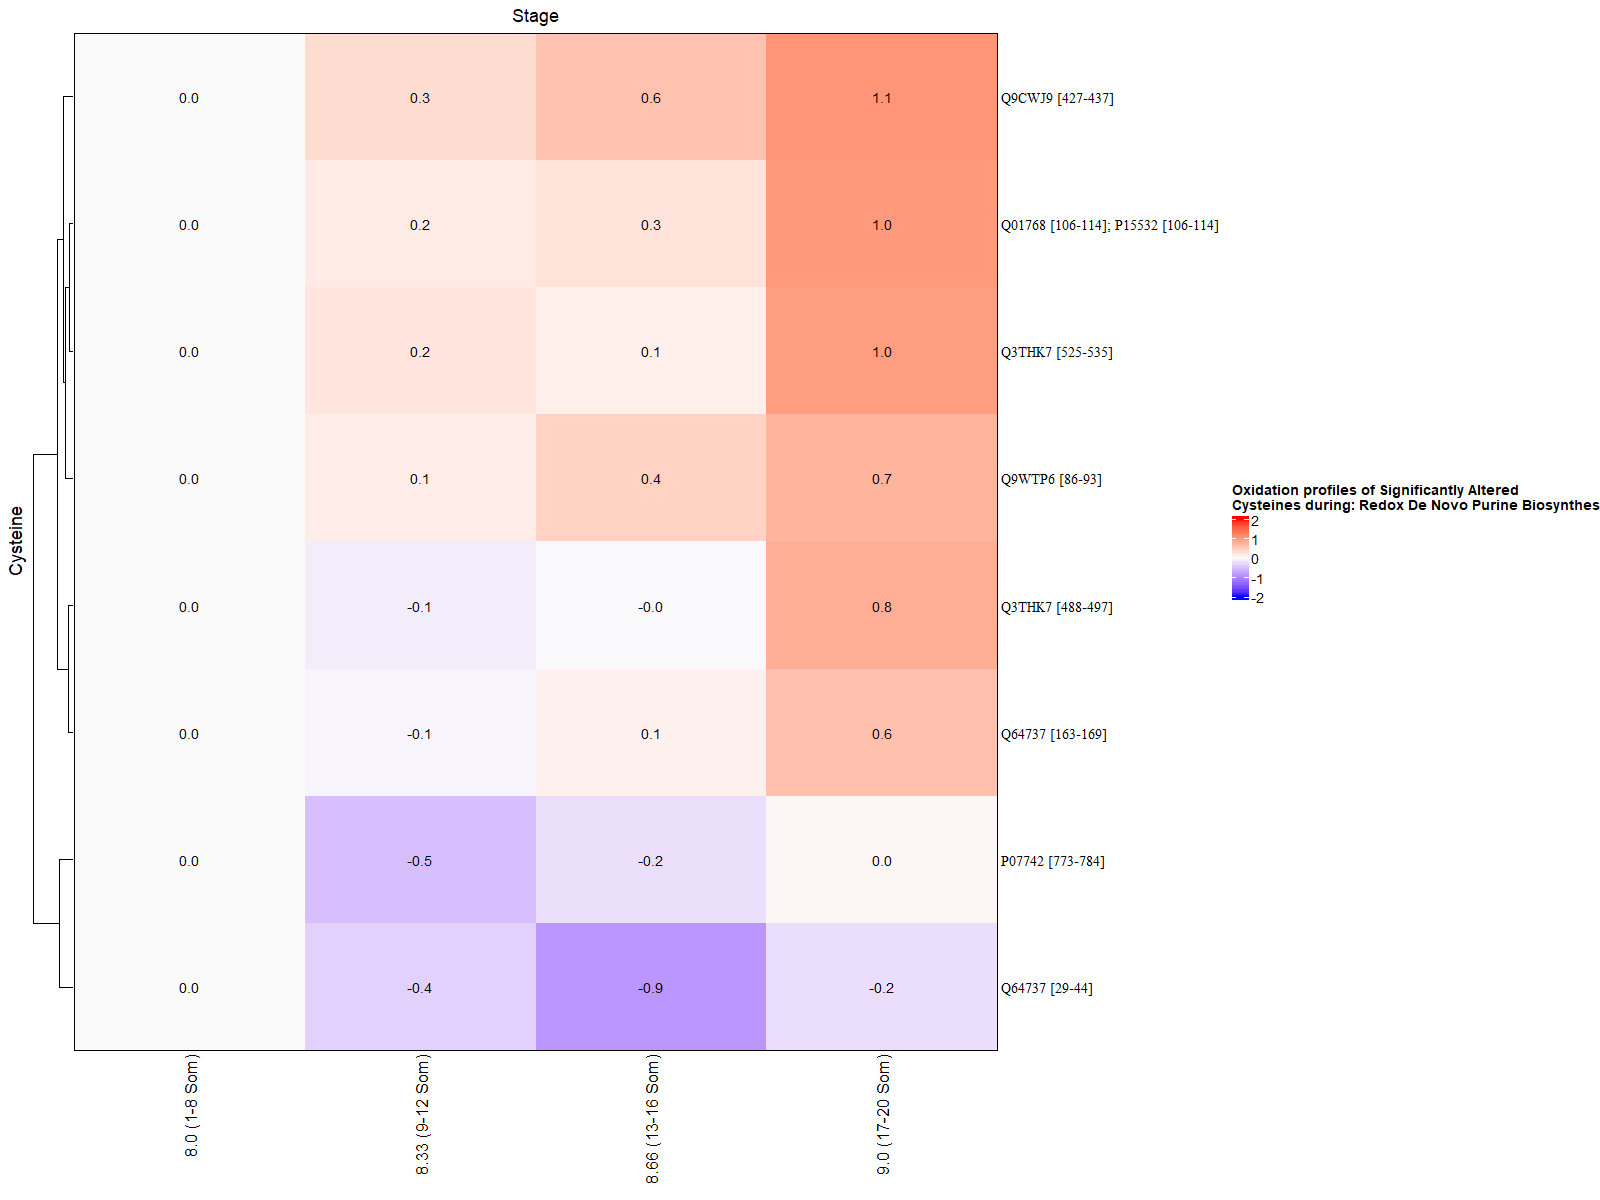 Stage
0.0 0.3 0.6 1.1 Q9CWJ9 [427-437]
0.0 0.2 0.3 1.0 Q01768 [106-114]; P15532 [106-114]
0.0 0.2 0.1 1.0 Q3THK7 [525-535]
0.0 0.1 0.4 0.7 Q9WTP6 [86-93]
0.0 -0.1 -0.0 0.8 Q3THK7 [488-497]
0.0 -0.1 0.1 0.6 Q64737 [163-169]
0.0 -0.5 -0.2 0.0 P07742 [773-784]
0.0 -0.4 -0.9 -0.2 Q64737 [29-44]
Cysteine
8.0 (1-8 Som)
8.33 (9-12 Som)
8.66 (13-16 Som)
9.0 (17-20 Som)
Oxidation profiles of Significantly Altered
Cysteines during: Redox De Novo Purine Biosynthes
2
1
0
-1
-2